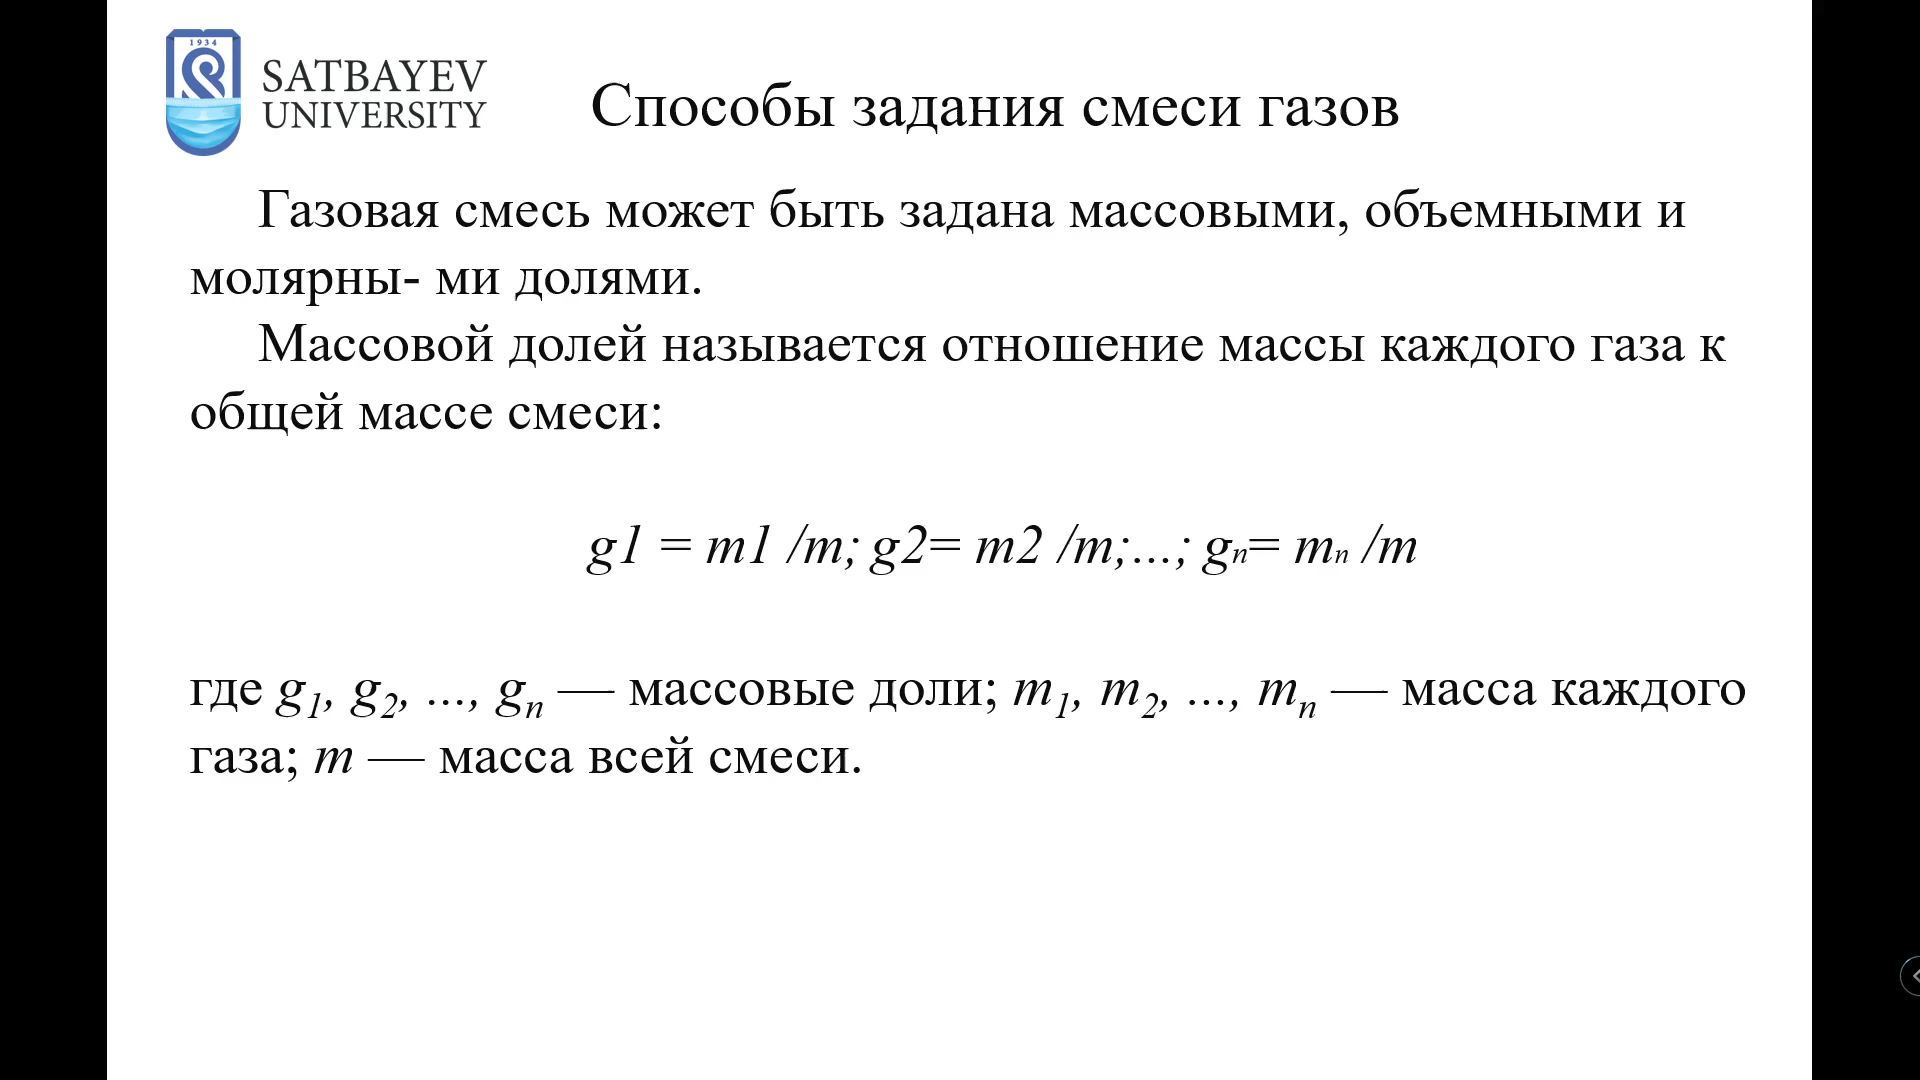 1934
SATBAYEV
UNIVERSITY
Способы задания смеси газов
Газовая смесь может быть задана массовыми, объемными и
молярны- ми долями.
Массовой долей называется отношение массы каждого газа к
общей массе смеси:
g1 = m1 /m; g2= m2 /m;...; gₙ= mₙ /m
где g₁, g₂, ..., gₙ — массовые доли; m₁, m₂, ..., mₙ — масса каждого
газа; m — масса всей смеси.